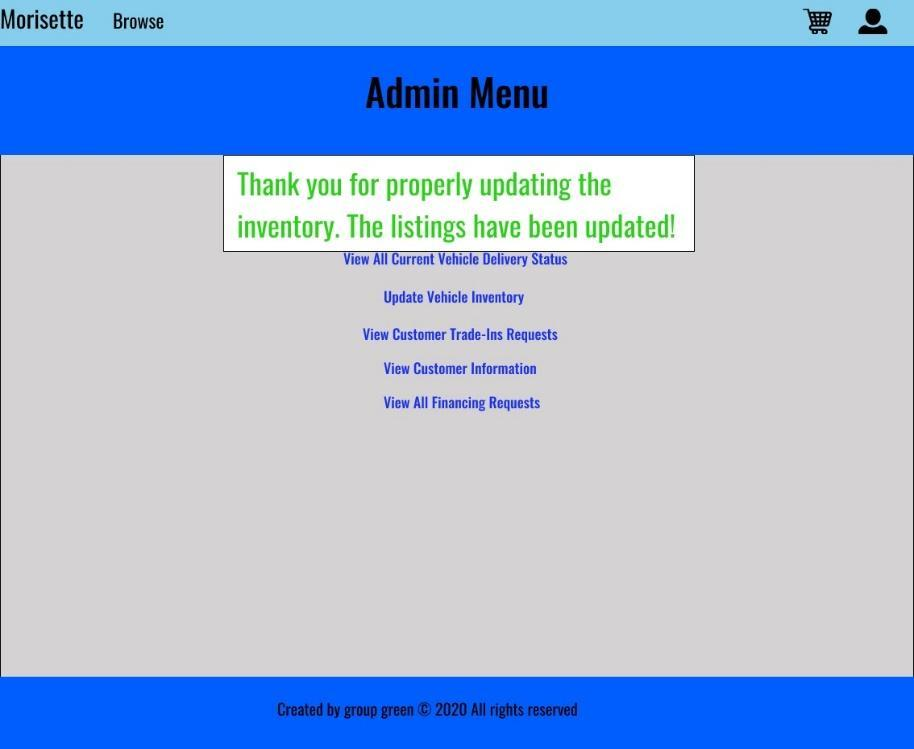 Morisette Browse
Admin Menu
Thank you for properly updating the
inventory. The listings have been updated!
View All Current Vehicle Delivery Status
Update Vehicle Inventory
View Customer Trade-Ins Requests
View Customer Information
View All Financing Requests
Created by group green © 2020 All rights reserved